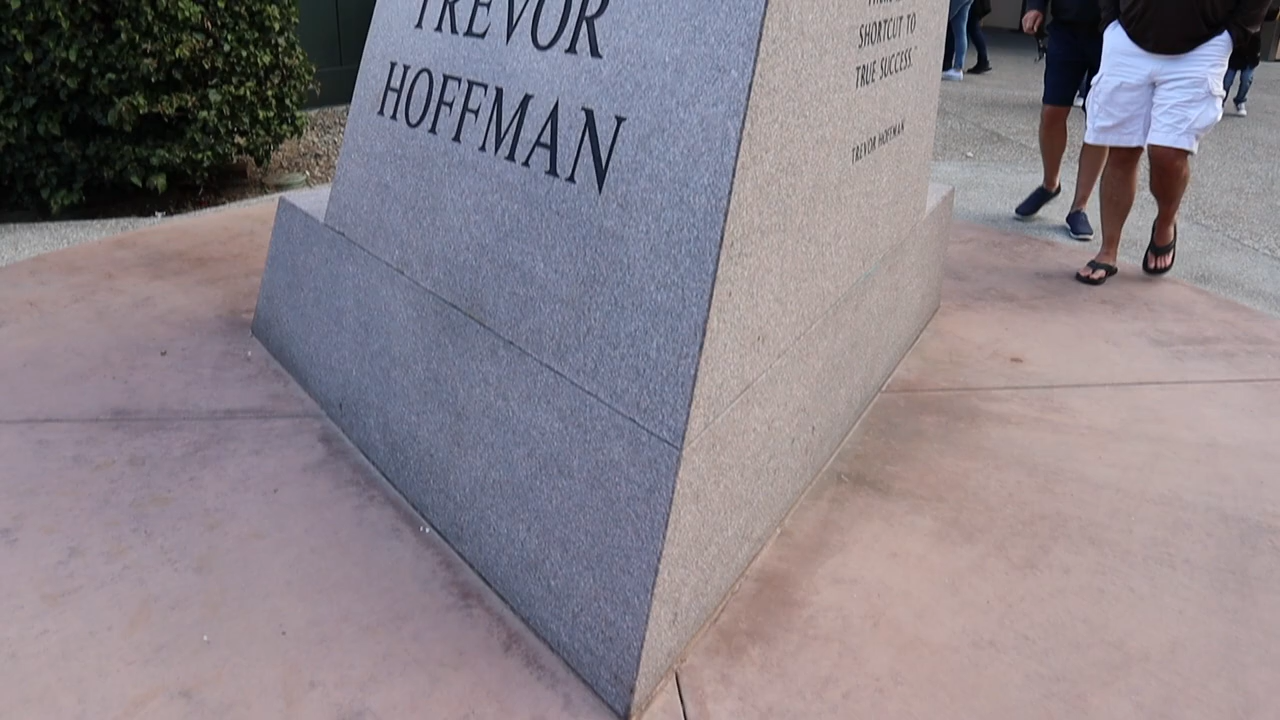 TREVOR
HOFFMAN
SHORTCUT TO
TRUE SUCCESS."
TREVOR HOFFMAN